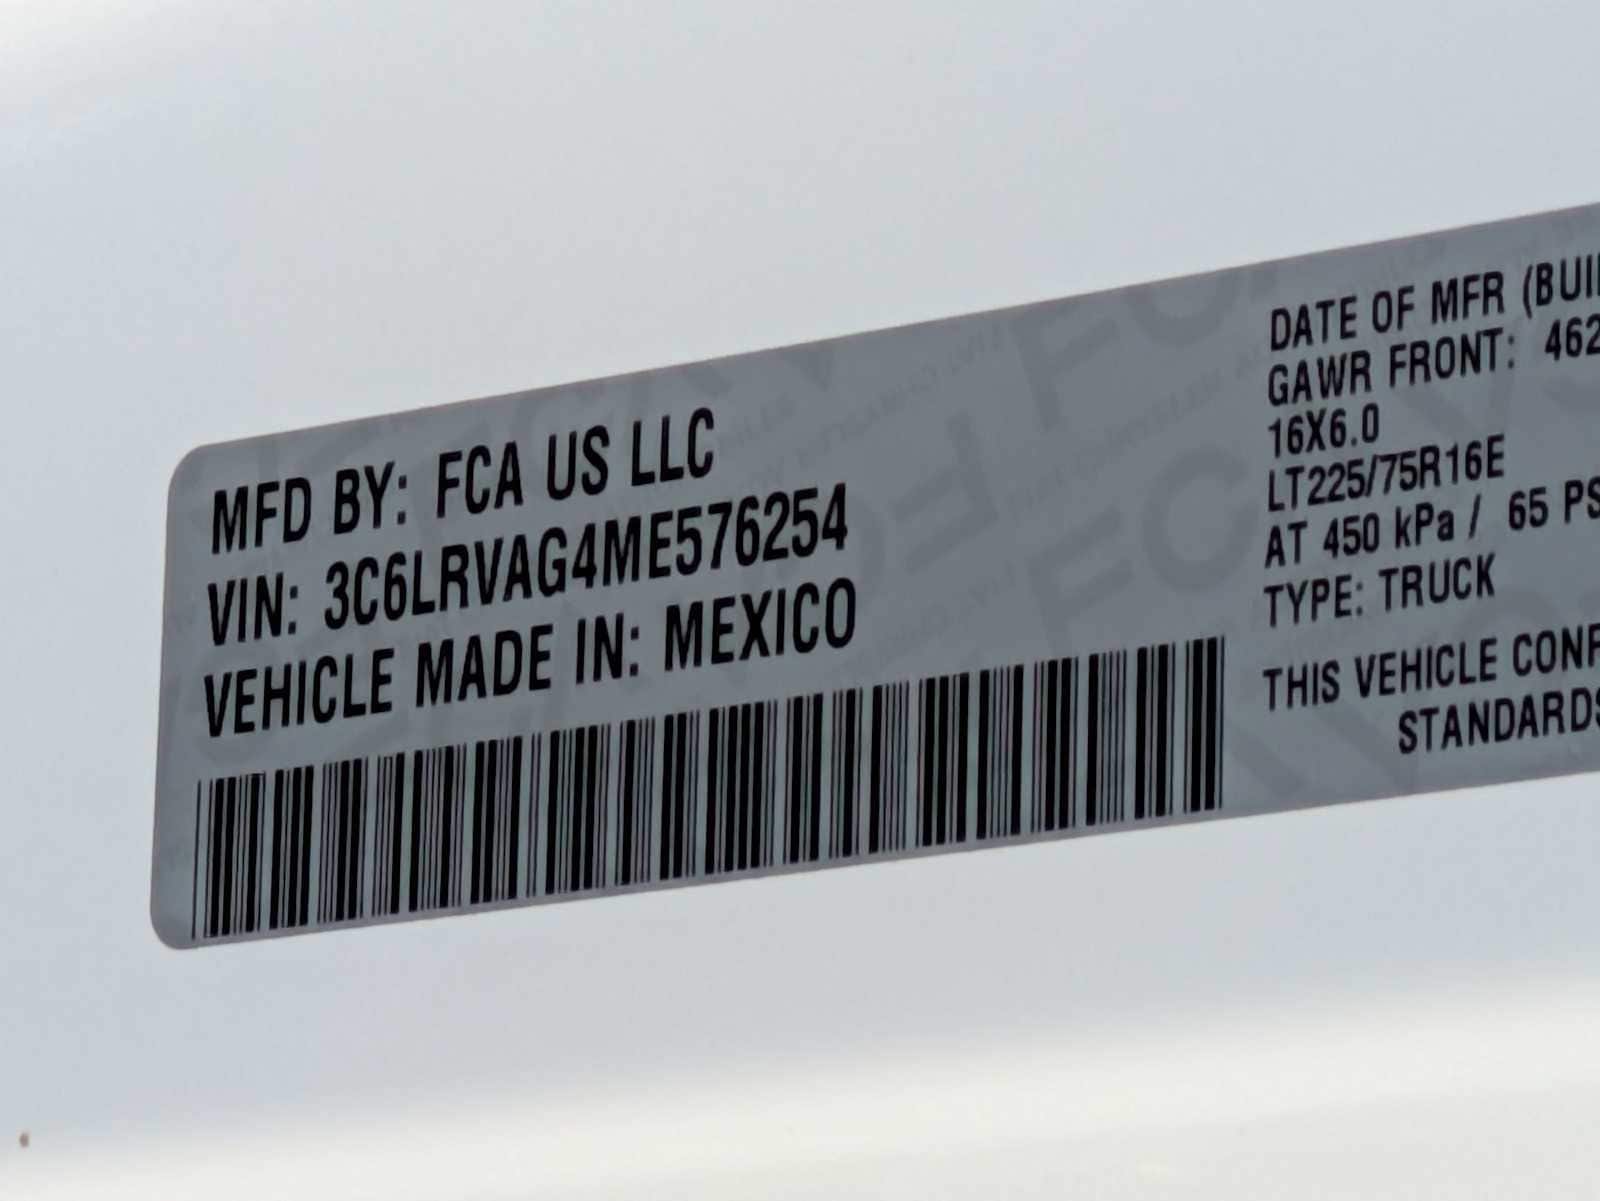 MFD BY: FCA US LLC
VIN: 3C6LRVAG4ME576254
VEHICLE MADE IN: MEXICO
DATE OF MFR (BUI
GAWR FRONT: 462
16X6.0
LT225/75R16E
AT 450 kPa / 65 PS
TYPE: TRUCK
THIS VEHICLE CONF
STANDARDS